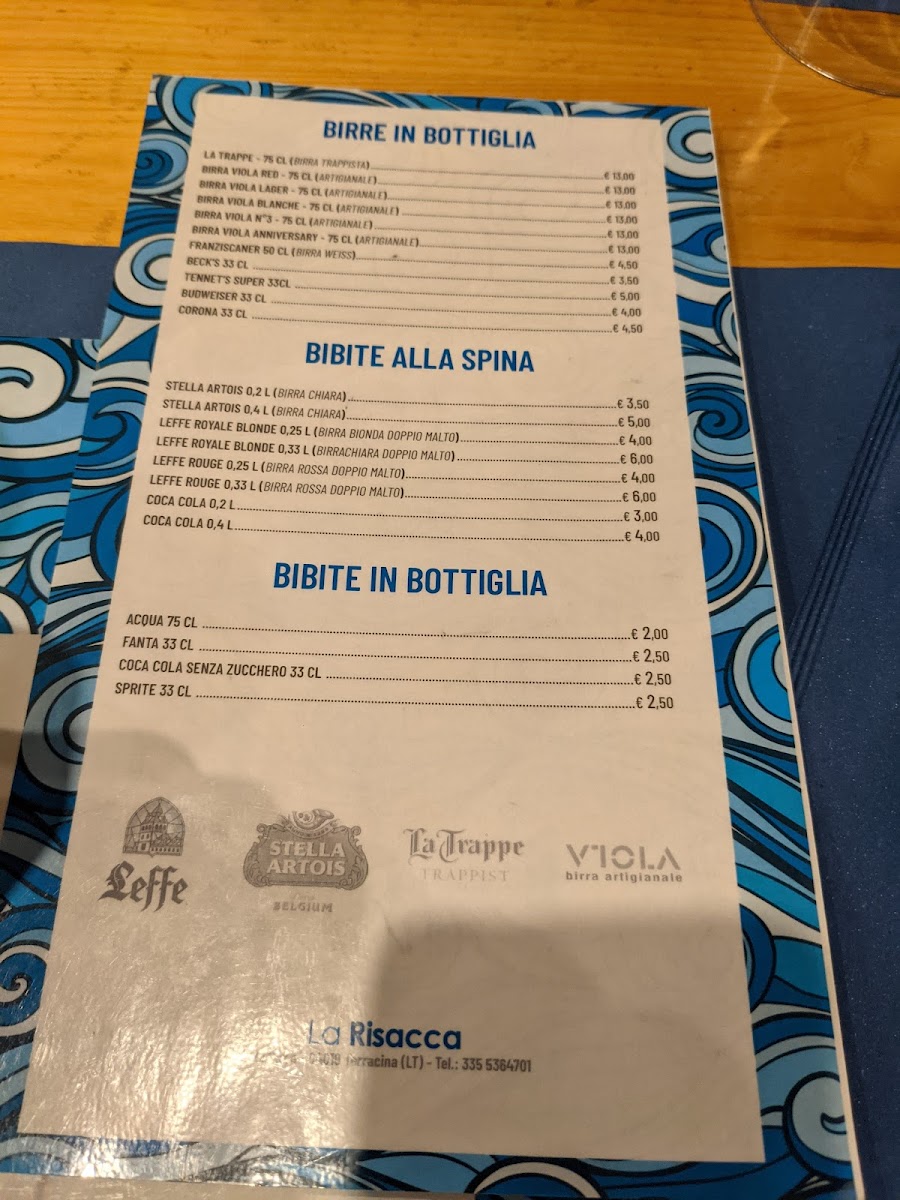 BIRRE IN BOTTIGLIA
LA TRAPPE - 75 CL (BIRRA TRAPPISTA) € 13,00
BIRRA VIOLA RED - 75 CL (ARTIGIANALE) € 13,00
BIRRA VIOLA LAGER - 75 CL (ARTIGIANALE) € 13,00
BIRRA VIOLA BLANCHE - 75 CL (ARTIGIANALE) € 13,00
BIRRA VIOLA N°3 - 75 CL (ARTIGIANALE) € 13,00
BIRRA VIOLA ANNIVERSARY - 75 CL (ARTIGIANALE) € 13,00
FRANZISCANER 50 CL (BIRRA WEISS) € 4,50
BECK'S 33 CL € 3,50
TENNET'S SUPER 33CL € 5,00
BUDWEISER 33 CL € 4,00
CORONA 33 CL € 4,50
BIBITE ALLA SPINA
STELLA ARTOIS 0,2 L (BIRRA CHIARA) € 3,50
STELLA ARTOIS 0,4 L (BIRRA CHIARA) € 5,00
LEFFE ROYALE BLONDE 0,25 L (BIRRA BIONDA DOPPIO MALTO) € 4,00
LEFFE ROYALE BLONDE 0,33 L (BIRRACHIARA DOPPIO MALTO) € 6,00
LEFFE ROUGE 0,25 L (BIRRA ROSSA DOPPIO MALTO) € 4,00
LEFFE ROUGE 0,33 L (BIRRA ROSSA DOPPIO MALTO) € 6,00
COCA COLA 0,2 L € 3,00
COCA COLA 0,4 L € 4,00
BIBITE IN BOTTIGLIA
ACQUA 75 CL € 2,00
FANTA 33 CL € 2,50
COCA COLA SENZA ZUCCHERO 33 CL € 2,50
SPRITE 33 CL € 2,50
Leffe
STELLA
ARTOIS
BELGIUM
La Trappe
TRAPPIST
VIOLA
birra artigianale
La Risacca
Terracina (LT) - Tel.: 335 5364701